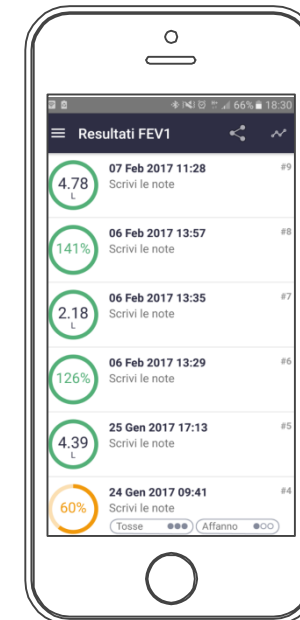 66% 18:30
Resultati FEV1
07 Feb 2017 11:28 #9
4.78 L Scrivi le note
06 Feb 2017 13:57 #8
141% Scrivi le note
06 Feb 2017 13:35 #7
2.18 L Scrivi le note
06 Feb 2017 13:29 #6
126% Scrivi le note
25 Gen 2017 17:13 #5
4.39 L Scrivi le note
24 Gen 2017 09:41 #4
60% Scrivi le note
Tosse Affanno